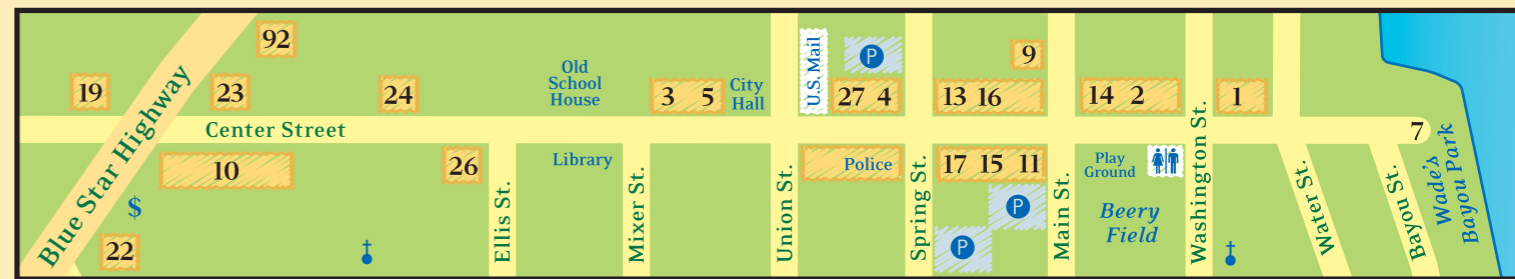 92
19
23
24
Old
School
House
3 5
City
Hall
U.S. Mail
P
27 4
9
13 16
14 2
1
Center Street
7
Blue Star Highway
10
26
Library
Police
17 15 11
Play
Ground
$
22
Ellis St.
Mixer St.
Union St.
Spring St.
P
P
Main St.
Beery
Field
Washington St.
Water St.
Bayou St.
Wade's
Bayou Park